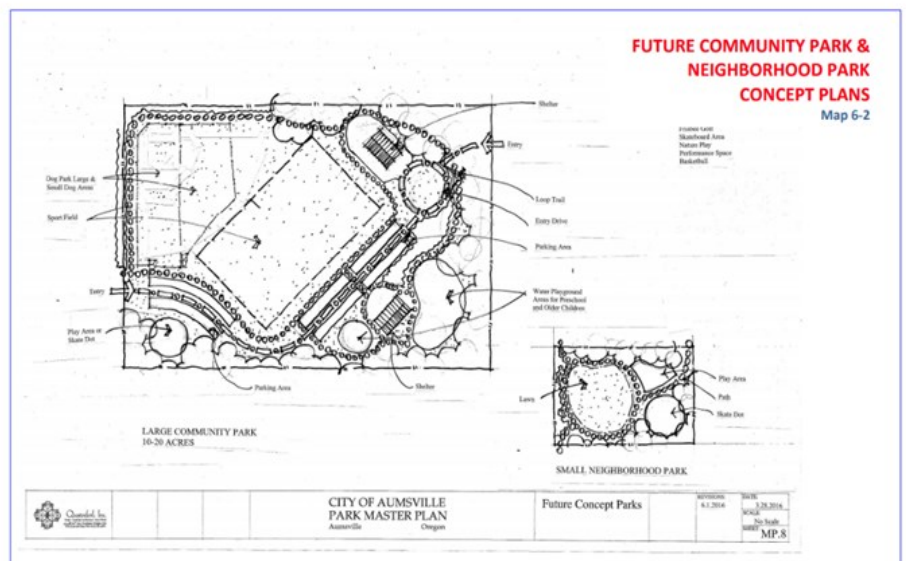 FUTURE COMMUNITY PARK &
NEIGHBORHOOD PARK
CONCEPT PLANS
Map 6-2
Skateboard Area
Nature Play
Performance Space
Basketball
Shelter
Entry
Dog Park Large &
Small Dog Areas
Sport Field
Loop Trail
Entry Drive
Parking Area
Entry
Water Playground
Areas for Preschool
and Older Children
Play Area or
Skate Dot
Parking Area
Shelter
Lawn
Play Area
Path
Skate Dot
LARGE COMMUNITY PARK
10-20 ACRES
SMALL NEIGHBORHOOD PARK
CITY OF AUMSVILLE
PARK MASTER PLAN
Aumsville Oregon
Future Concept Parks
REVISIONS
6.1.2016
DATE
3.28.2016
SCALE
No Scale
SHEET
MP.8